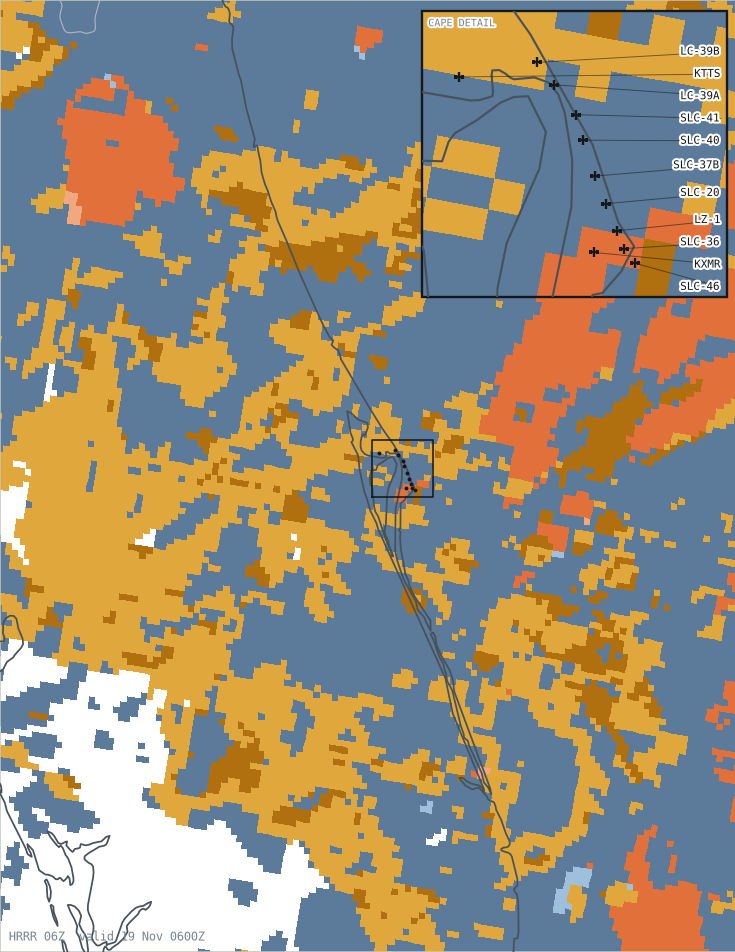 CAPE DETAIL
LC-39B
KTTS
LC-39A
SLC-41
SLC-40
SLC-37B
SLC-20
LZ-1
SLC-36
KXMR
SLC-46
HRRR 06Z  valid 19 Nov 0600Z